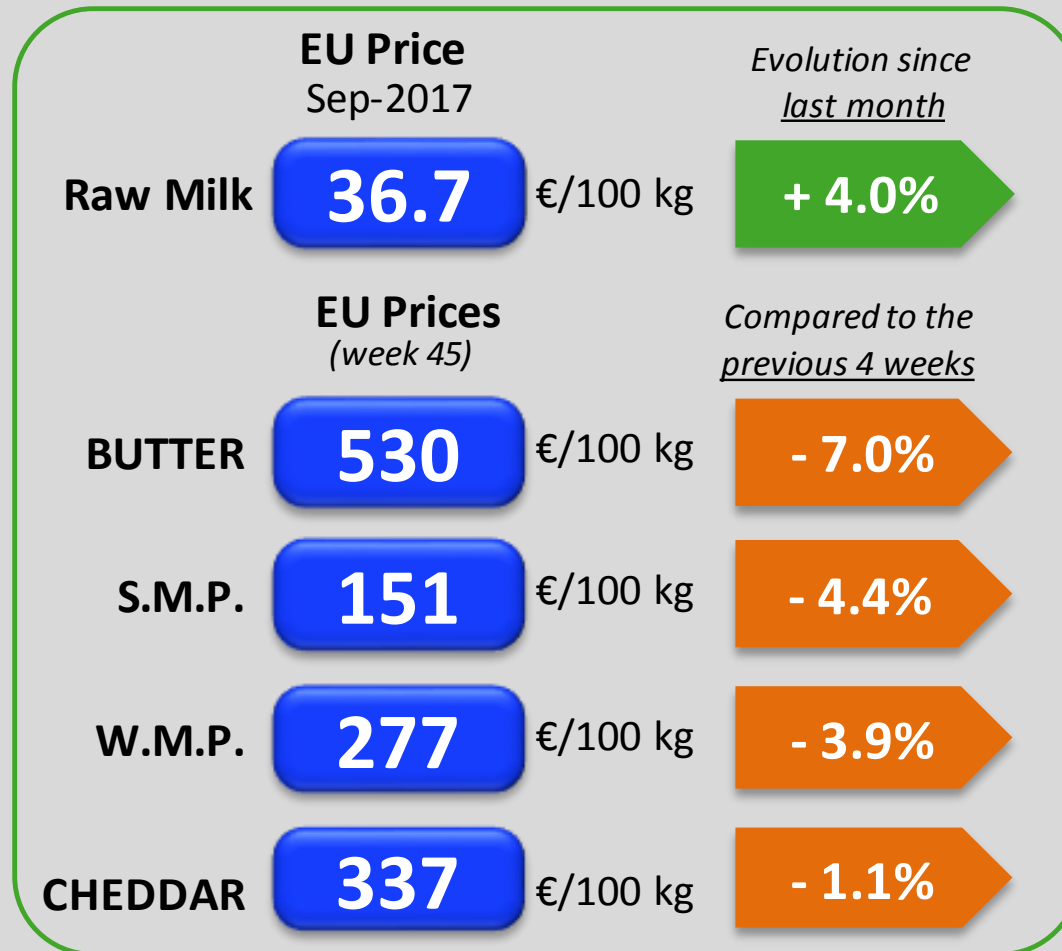 EU Price
Sep-2017
Evolution since
last month
Raw Milk 36.7 €/100 kg + 4.0%
EU Prices
(week 45)
Compared to the
previous 4 weeks
BUTTER 530 €/100 kg - 7.0%
S.M.P. 151 €/100 kg - 4.4%
W.M.P. 277 €/100 kg - 3.9%
CHEDDAR 337 €/100 kg - 1.1%